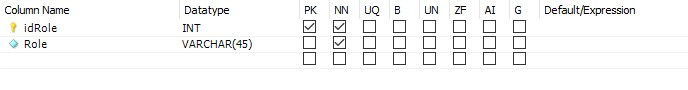 Column Name Datatype PK NN UQ B UN ZF AI G Default/Expression
idRole INT
Role VARCHAR(45)